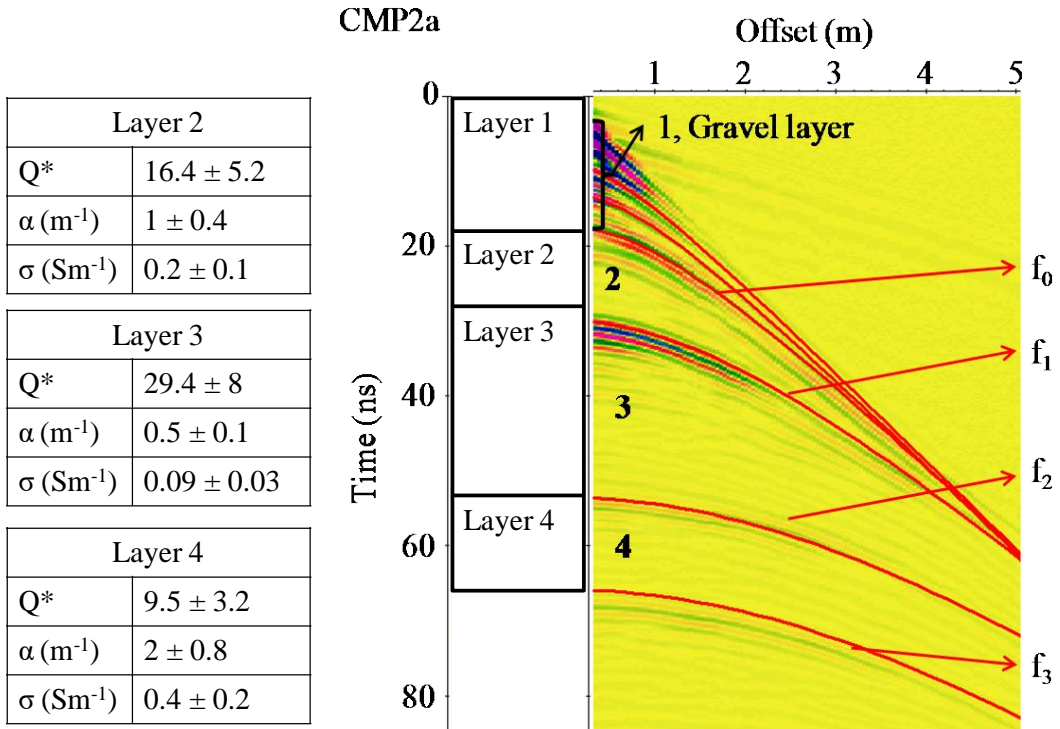 CMP2a
Offset (m)
1 2 3 4 5
Layer 2
Q* 16.4 ± 5.2
α (m⁻¹) 1 ± 0.4
σ (Sm⁻¹) 0.2 ± 0.1
Layer 3
Q* 29.4 ± 8
α (m⁻¹) 0.5 ± 0.1
σ (Sm⁻¹) 0.09 ± 0.03
Layer 4
Q* 9.5 ± 3.2
α (m⁻¹) 2 ± 0.8
σ (Sm⁻¹) 0.4 ± 0.2
Time (ns)
0
20
40
60
80
Layer 1
Layer 2
Layer 3
Layer 4
1, Gravel layer
2
3
4
f₀
f₁
f₂
f₃